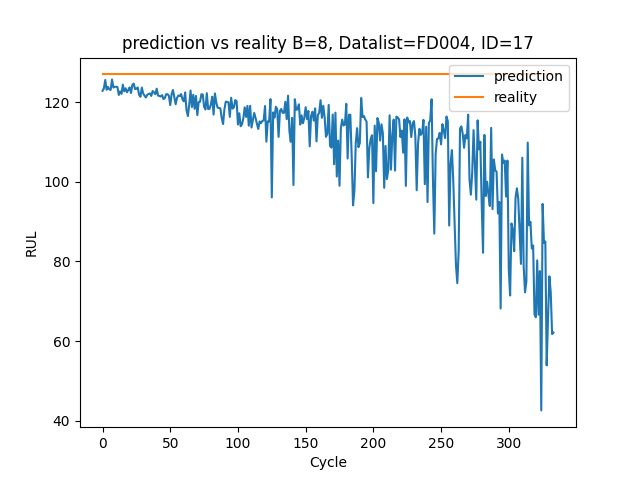 prediction vs reality B=8, Datalist=FD004, ID=17
prediction
reality
120
100
80
60
40
RUL
0 50 100 150 200 250 300
Cycle